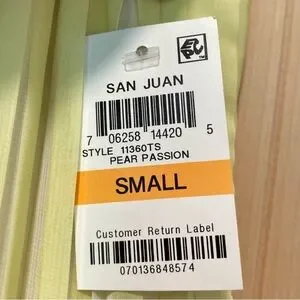 SAN JUAN
7 06258 14420 5
STYLE 11360TS
PEAR PASSION
SMALL
Customer Return Label
070136848574